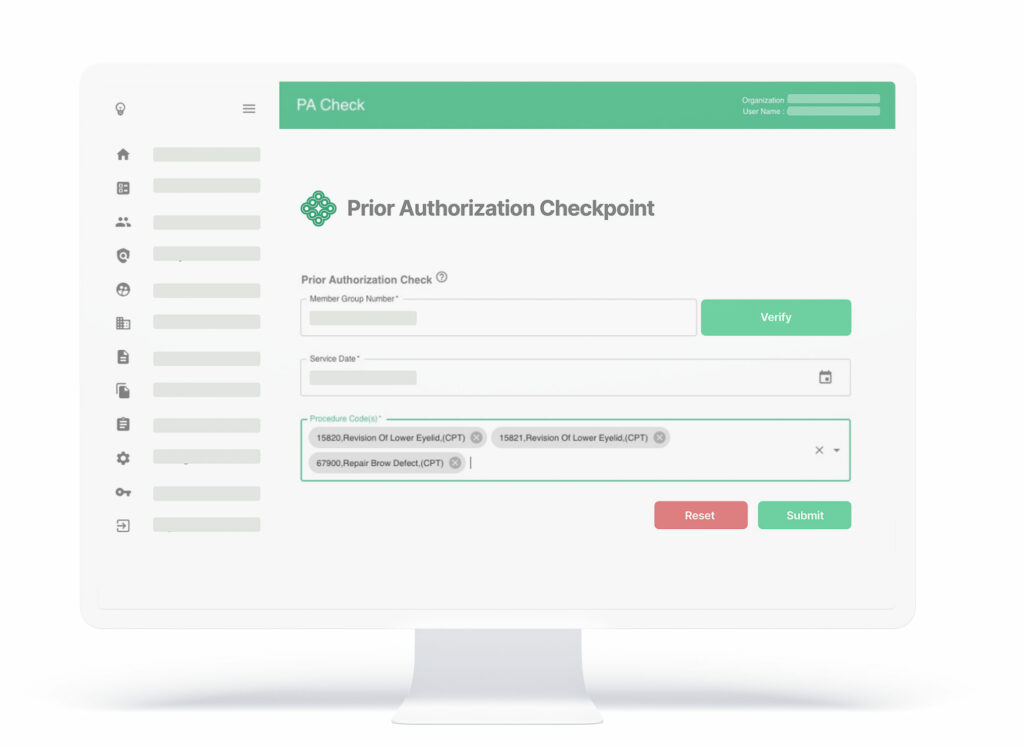 PA Check
Organization
User Name :
Prior Authorization Checkpoint
Prior Authorization Check
Member Group Number*
Verify
Service Date*
Procedure Code(s)*
15820,Revision Of Lower Eyelid,(CPT) 15821,Revision Of Lower Eyelid,(CPT)
67900,Repair Brow Defect,(CPT)
Reset Submit